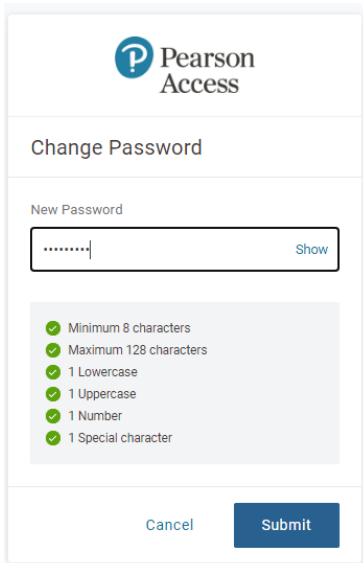 Pearson
Access
Change Password
New Password
•••••••••
Show
Minimum 8 characters
Maximum 128 characters
1 Lowercase
1 Uppercase
1 Number
1 Special character
Cancel
Submit